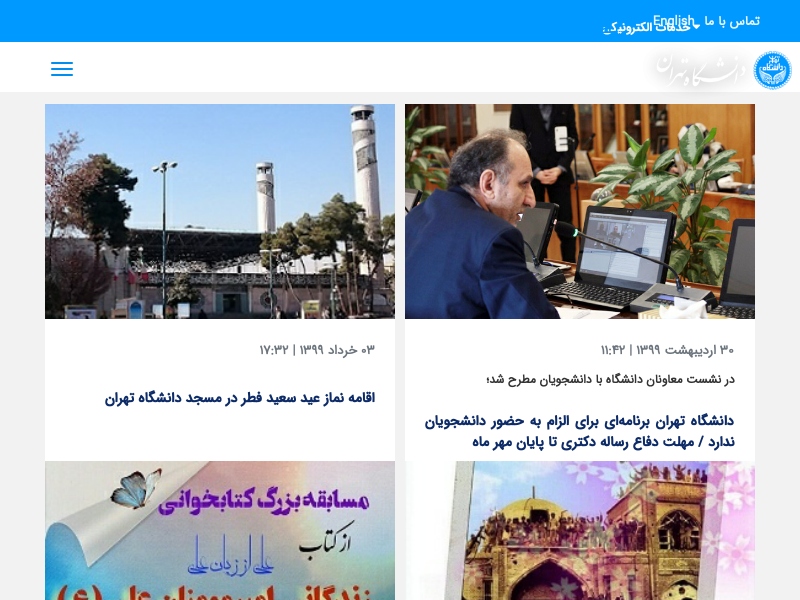 تماس با ما
English
خدمات الکترونیکی
دانشگاه تهران
۳۰ اردیبهشت ۱۳۹۹ | ۱۱:۴۲
در نشست معاونان دانشگاه با دانشجویان مطرح شد؛
دانشگاه تهران برنامه‌ای برای الزام به حضور دانشجویان
ندارد / مهلت دفاع رساله دکتری تا پایان مهر ماه
۰۳ خرداد ۱۳۹۹ | ۱۷:۳۲
اقامه نماز عید سعید فطر در مسجد دانشگاه تهران
مسابقه بزرگ کتابخوانی
از کتاب
علی از زبان علی